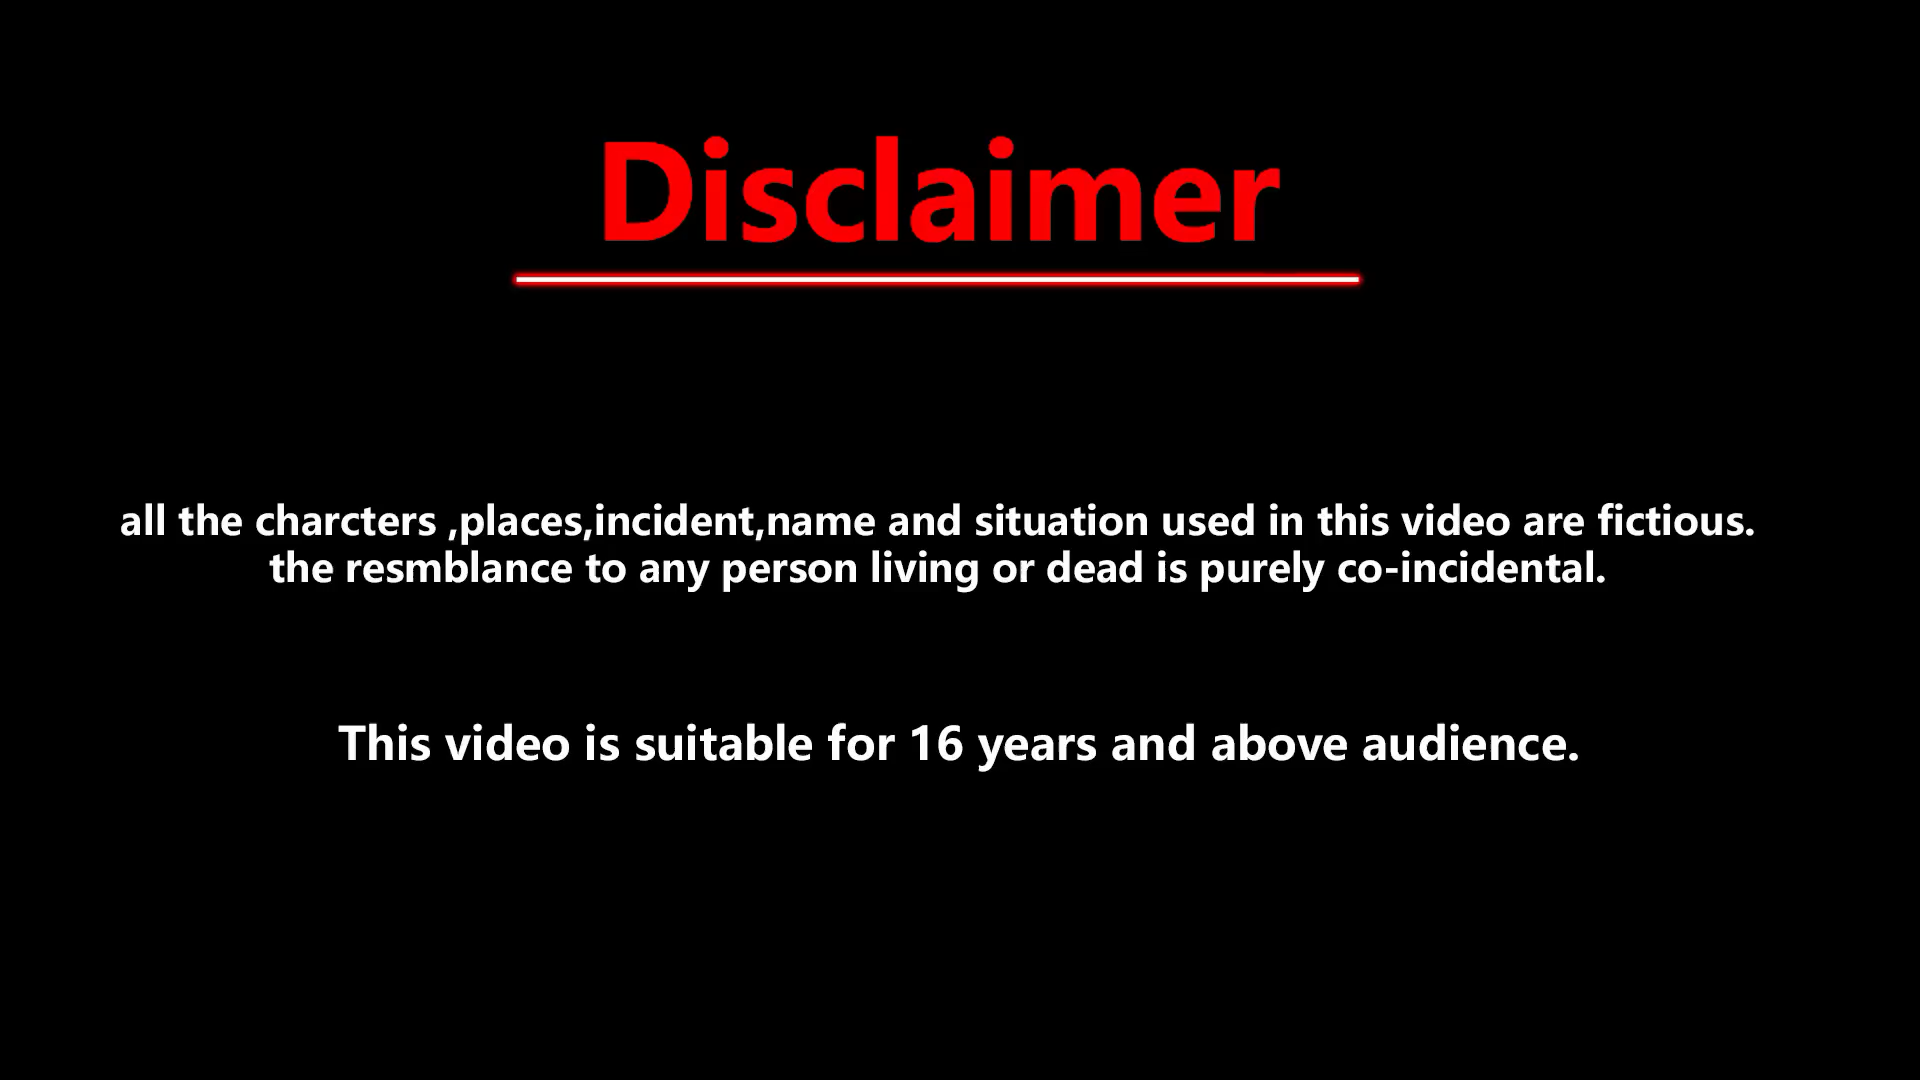 Disclaimer
all the charcters ,places,incident,name and situation used in this video are fictious.
the resmblance to any person living or dead is purely co-incidental.
This video is suitable for 16 years and above audience.